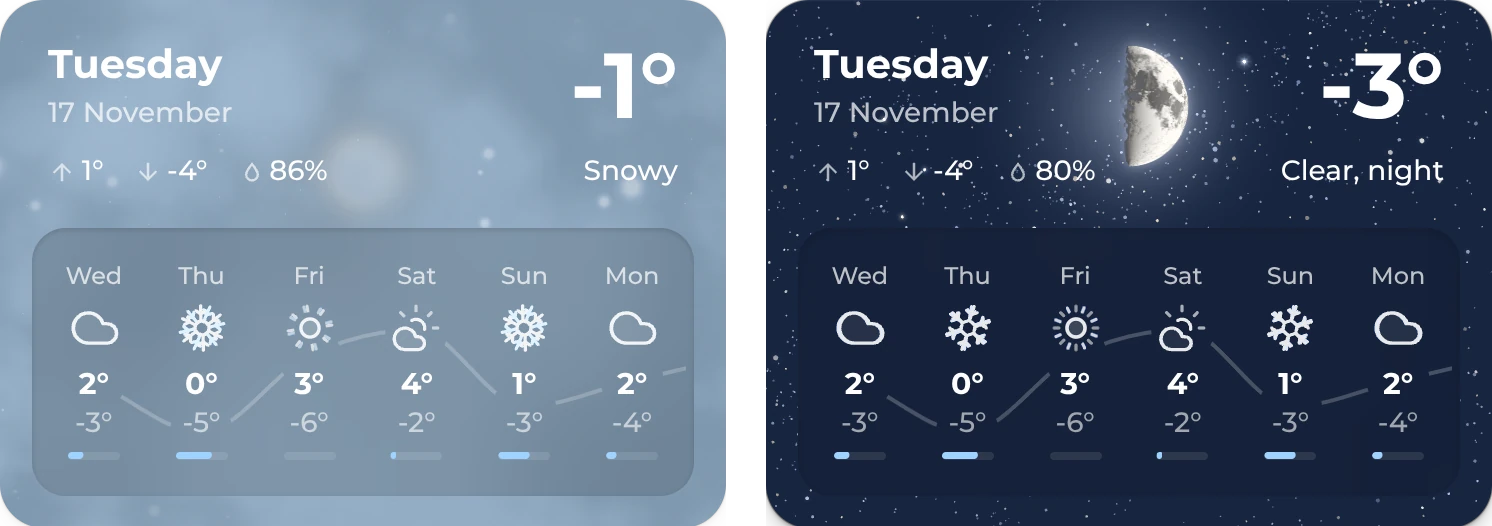 Tuesday
-1°
17 November
1° -4° 86%
Snowy
Wed Thu Fri Sat Sun Mon
2° 0° 3° 4° 1° 2°
-3° -5° -6° -2° -3° -4°
Tuesday
-3°
17 November
1° -4° 80%
Clear, night
Wed Thu Fri Sat Sun Mon
2° 0° 3° 4° 1° 2°
-3° -5° -6° -2° -3° -4°